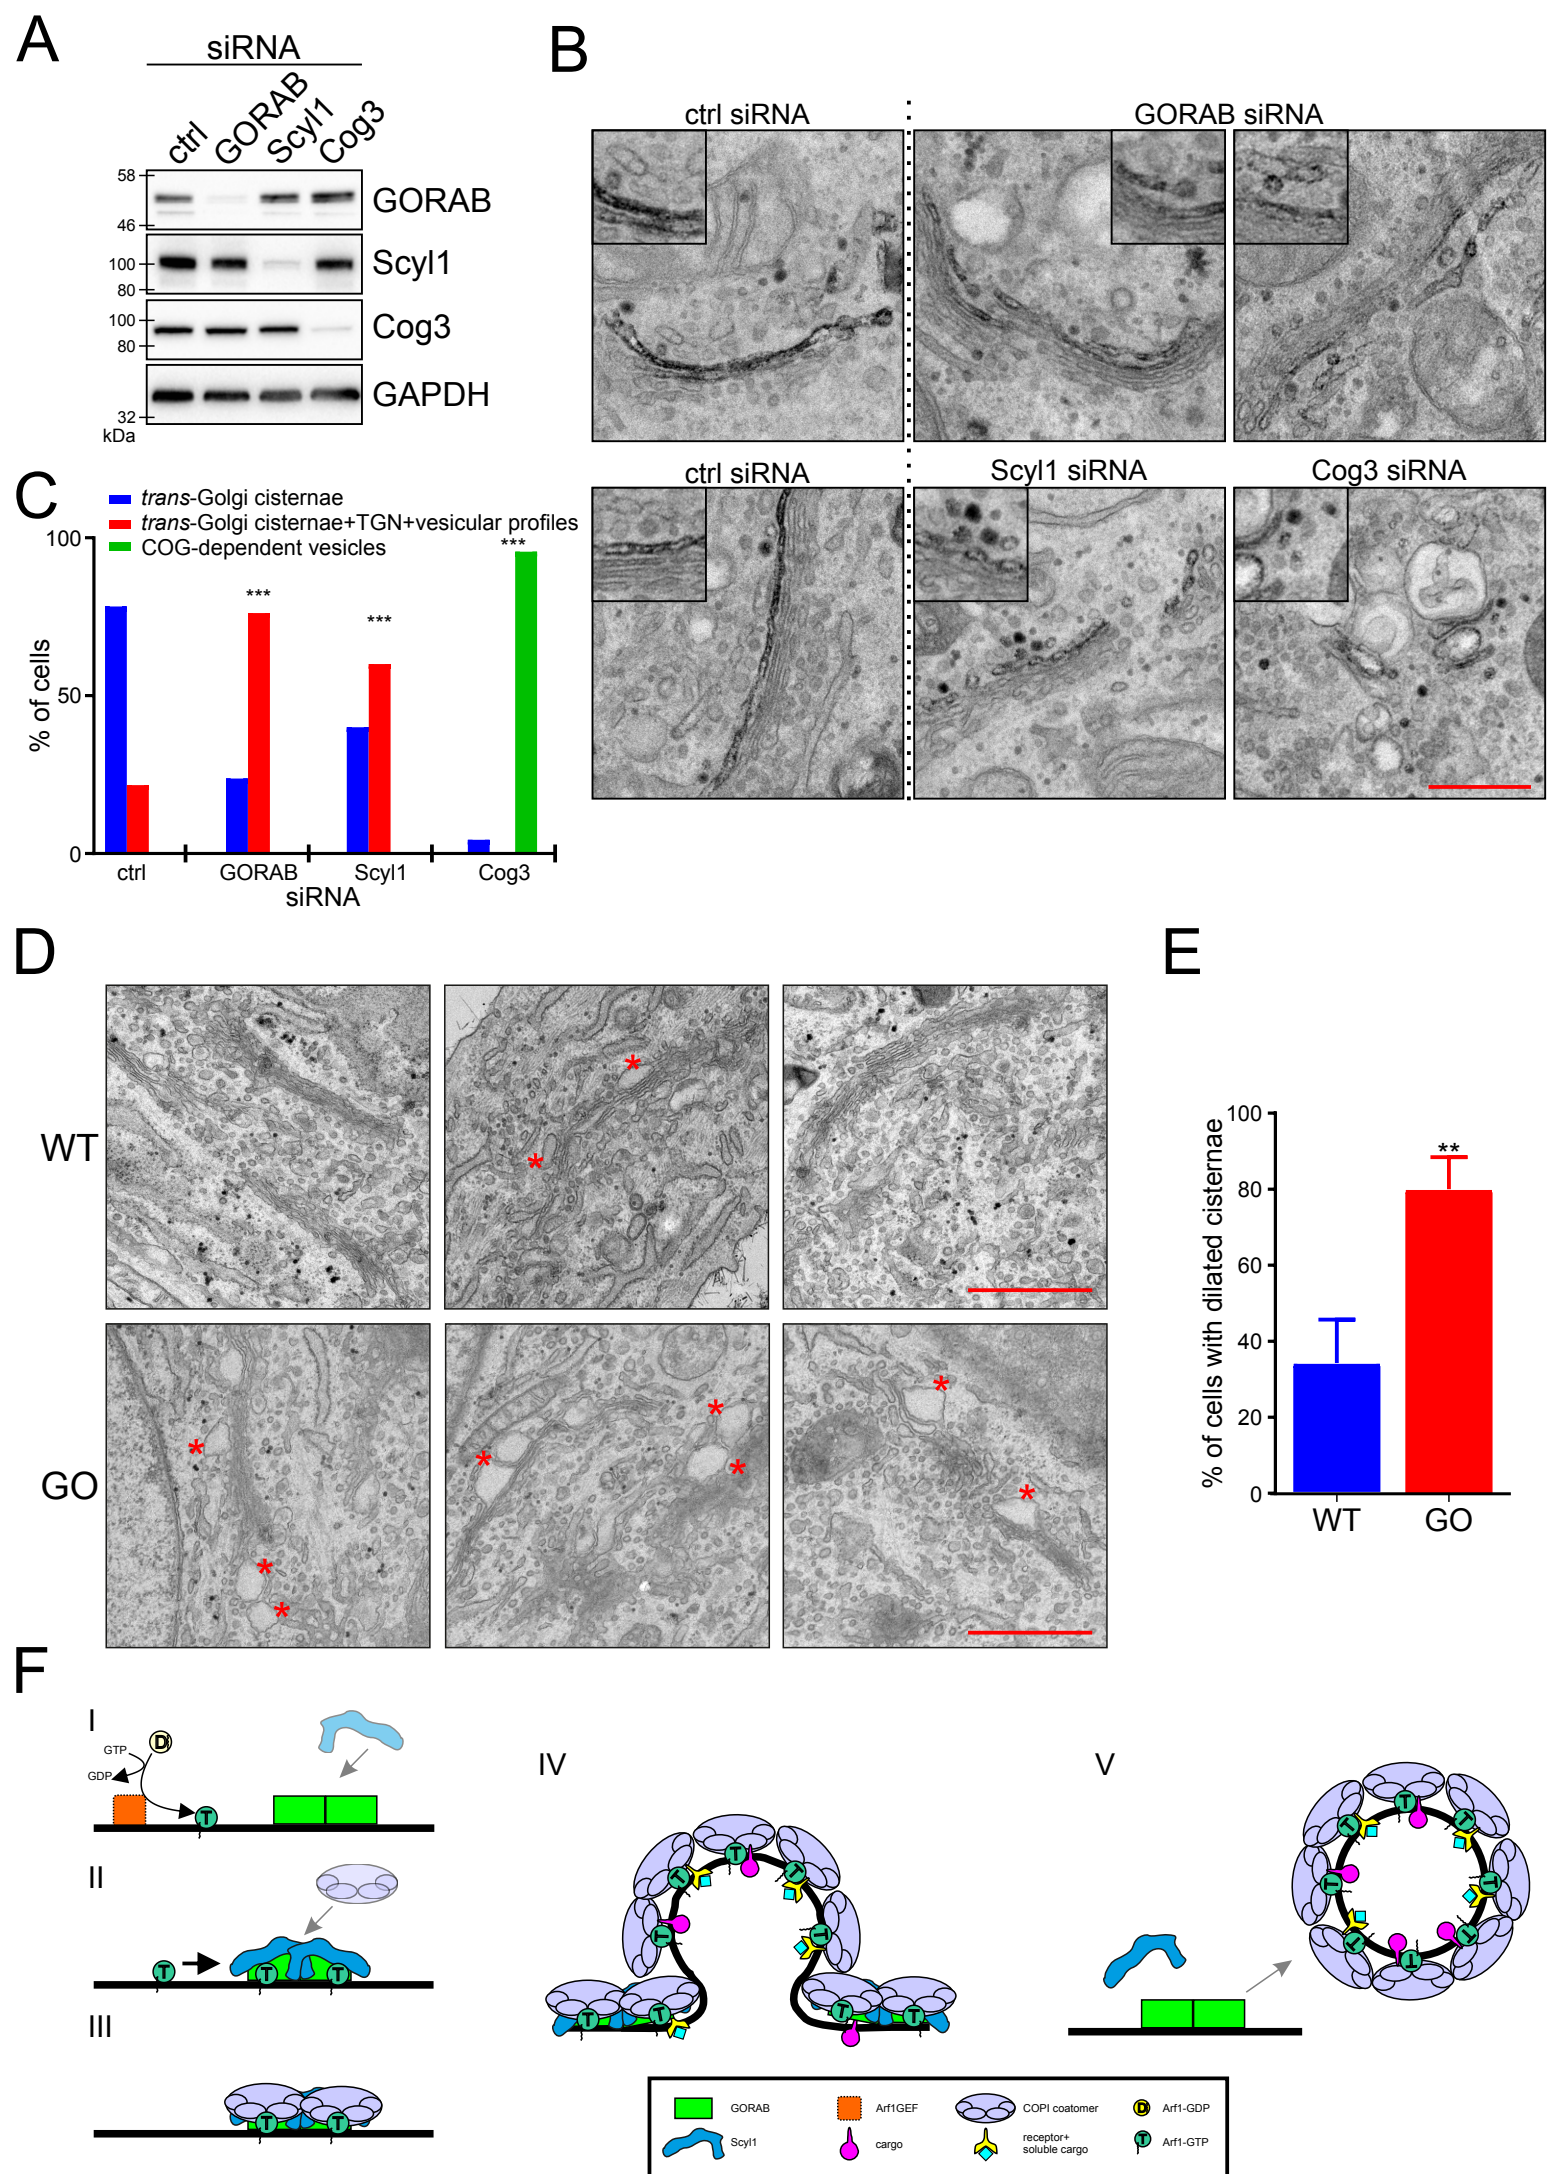 A
siRNA
ctrl
GORAB
Scyl1
Cog3
58
46
GORAB
100
80
Scyl1
100
80
Cog3
32
kDa
GAPDH
B
ctrl siRNA
GORAB siRNA
ctrl siRNA
Scyl1 siRNA
Cog3 siRNA
C
trans-Golgi cisternae
trans-Golgi cisternae+TGN+vesicular profiles
COG-dependent vesicles
100
50
0
% of cells
***
***
***
ctrl
GORAB
Scyl1
Cog3
siRNA
D
WT
*
*
GO
*
*
*
*
*
*
*
*
E
100
80
60
40
20
0
% of cells with dilated cisternae
**
WT
GO
F
I
GTP
GDP
D
T
II
T
T
T
III
T
T
IV
T
T
T
T
T
T
T
T
T
V
T
T
T
T
T
T
T
T
GORAB
Scyl1
Arf1GEF
cargo
COPI coatomer
receptor+
soluble cargo
D
Arf1-GDP
T
Arf1-GTP